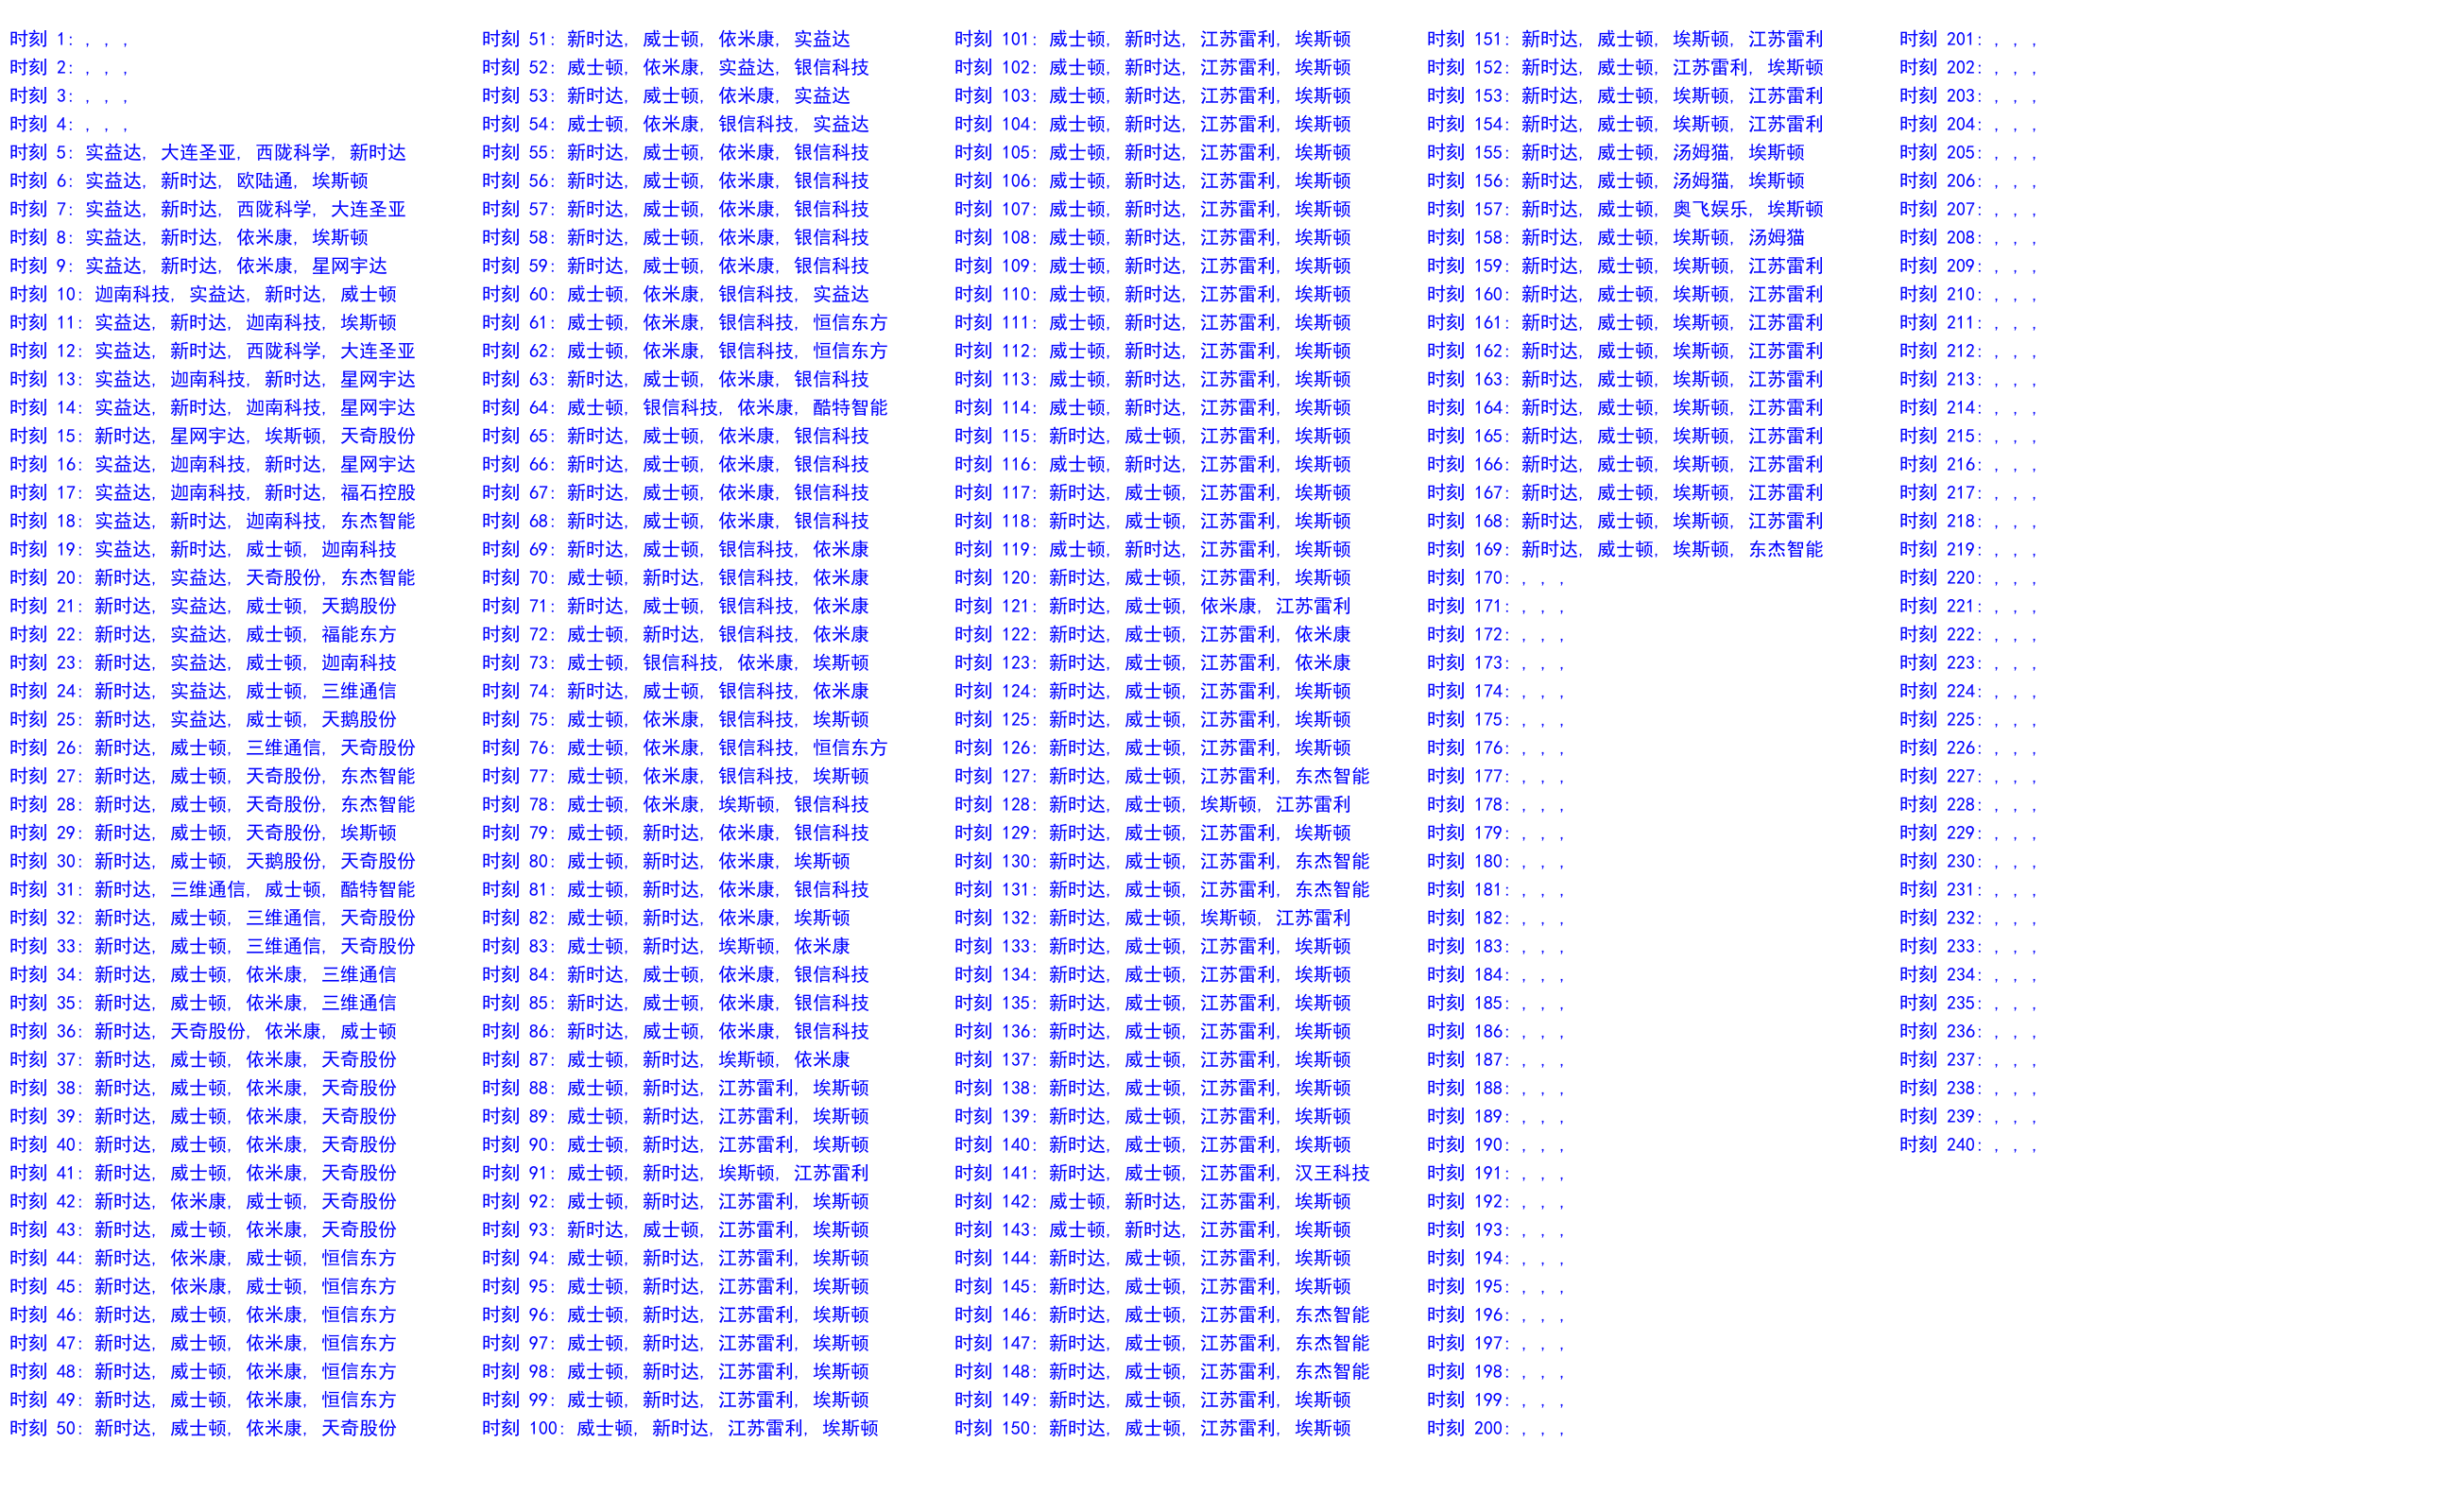 时刻 1: , , ,
时刻 2: , , ,
时刻 3: , , ,
时刻 4: , , ,
时刻 5: 实益达, 大连圣亚, 西陇科学, 新时达
时刻 6: 实益达, 新时达, 欧陆通, 埃斯顿
时刻 7: 实益达, 新时达, 西陇科学, 大连圣亚
时刻 8: 实益达, 新时达, 依米康, 埃斯顿
时刻 9: 实益达, 新时达, 依米康, 星网宇达
时刻 10: 迦南科技, 实益达, 新时达, 威士顿
时刻 11: 实益达, 新时达, 迦南科技, 埃斯顿
时刻 12: 实益达, 新时达, 西陇科学, 大连圣亚
时刻 13: 实益达, 迦南科技, 新时达, 星网宇达
时刻 14: 实益达, 新时达, 迦南科技, 星网宇达
时刻 15: 新时达, 星网宇达, 埃斯顿, 天奇股份
时刻 16: 实益达, 迦南科技, 新时达, 星网宇达
时刻 17: 实益达, 迦南科技, 新时达, 福石控股
时刻 18: 实益达, 新时达, 迦南科技, 东杰智能
时刻 19: 实益达, 新时达, 威士顿, 迦南科技
时刻 20: 新时达, 实益达, 天奇股份, 东杰智能
时刻 21: 新时达, 实益达, 威士顿, 天鹅股份
时刻 22: 新时达, 实益达, 威士顿, 福能东方
时刻 23: 新时达, 实益达, 威士顿, 迦南科技
时刻 24: 新时达, 实益达, 威士顿, 三维通信
时刻 25: 新时达, 实益达, 威士顿, 天鹅股份
时刻 26: 新时达, 威士顿, 三维通信, 天奇股份
时刻 27: 新时达, 威士顿, 天奇股份, 东杰智能
时刻 28: 新时达, 威士顿, 天奇股份, 东杰智能
时刻 29: 新时达, 威士顿, 天奇股份, 埃斯顿
时刻 30: 新时达, 威士顿, 天鹅股份, 天奇股份
时刻 31: 新时达, 三维通信, 威士顿, 酷特智能
时刻 32: 新时达, 威士顿, 三维通信, 天奇股份
时刻 33: 新时达, 威士顿, 三维通信, 天奇股份
时刻 34: 新时达, 威士顿, 依米康, 三维通信
时刻 35: 新时达, 威士顿, 依米康, 三维通信
时刻 36: 新时达, 天奇股份, 依米康, 威士顿
时刻 37: 新时达, 威士顿, 依米康, 天奇股份
时刻 38: 新时达, 威士顿, 依米康, 天奇股份
时刻 39: 新时达, 威士顿, 依米康, 天奇股份
时刻 40: 新时达, 威士顿, 依米康, 天奇股份
时刻 41: 新时达, 威士顿, 依米康, 天奇股份
时刻 42: 新时达, 依米康, 威士顿, 天奇股份
时刻 43: 新时达, 威士顿, 依米康, 天奇股份
时刻 44: 新时达, 依米康, 威士顿, 恒信东方
时刻 45: 新时达, 依米康, 威士顿, 恒信东方
时刻 46: 新时达, 威士顿, 依米康, 恒信东方
时刻 47: 新时达, 威士顿, 依米康, 恒信东方
时刻 48: 新时达, 威士顿, 依米康, 恒信东方
时刻 49: 新时达, 威士顿, 依米康, 恒信东方
时刻 50: 新时达, 威士顿, 依米康, 天奇股份
时刻 51: 新时达, 威士顿, 依米康, 实益达
时刻 52: 威士顿, 依米康, 实益达, 银信科技
时刻 53: 新时达, 威士顿, 依米康, 实益达
时刻 54: 威士顿, 依米康, 银信科技, 实益达
时刻 55: 新时达, 威士顿, 依米康, 银信科技
时刻 56: 新时达, 威士顿, 依米康, 银信科技
时刻 57: 新时达, 威士顿, 依米康, 银信科技
时刻 58: 新时达, 威士顿, 依米康, 银信科技
时刻 59: 新时达, 威士顿, 依米康, 银信科技
时刻 60: 威士顿, 依米康, 银信科技, 实益达
时刻 61: 威士顿, 依米康, 银信科技, 恒信东方
时刻 62: 威士顿, 依米康, 银信科技, 恒信东方
时刻 63: 新时达, 威士顿, 依米康, 银信科技
时刻 64: 威士顿, 银信科技, 依米康, 酷特智能
时刻 65: 新时达, 威士顿, 依米康, 银信科技
时刻 66: 新时达, 威士顿, 依米康, 银信科技
时刻 67: 新时达, 威士顿, 依米康, 银信科技
时刻 68: 新时达, 威士顿, 依米康, 银信科技
时刻 69: 新时达, 威士顿, 银信科技, 依米康
时刻 70: 威士顿, 新时达, 银信科技, 依米康
时刻 71: 新时达, 威士顿, 银信科技, 依米康
时刻 72: 威士顿, 新时达, 银信科技, 依米康
时刻 73: 威士顿, 银信科技, 依米康, 埃斯顿
时刻 74: 新时达, 威士顿, 银信科技, 依米康
时刻 75: 威士顿, 依米康, 银信科技, 埃斯顿
时刻 76: 威士顿, 依米康, 银信科技, 恒信东方
时刻 77: 威士顿, 依米康, 银信科技, 埃斯顿
时刻 78: 威士顿, 依米康, 埃斯顿, 银信科技
时刻 79: 威士顿, 新时达, 依米康, 银信科技
时刻 80: 威士顿, 新时达, 依米康, 埃斯顿
时刻 81: 威士顿, 新时达, 依米康, 银信科技
时刻 82: 威士顿, 新时达, 依米康, 埃斯顿
时刻 83: 威士顿, 新时达, 埃斯顿, 依米康
时刻 84: 新时达, 威士顿, 依米康, 银信科技
时刻 85: 新时达, 威士顿, 依米康, 银信科技
时刻 86: 新时达, 威士顿, 依米康, 银信科技
时刻 87: 威士顿, 新时达, 埃斯顿, 依米康
时刻 88: 威士顿, 新时达, 江苏雷利, 埃斯顿
时刻 89: 威士顿, 新时达, 江苏雷利, 埃斯顿
时刻 90: 威士顿, 新时达, 江苏雷利, 埃斯顿
时刻 91: 威士顿, 新时达, 埃斯顿, 江苏雷利
时刻 92: 威士顿, 新时达, 江苏雷利, 埃斯顿
时刻 93: 新时达, 威士顿, 江苏雷利, 埃斯顿
时刻 94: 威士顿, 新时达, 江苏雷利, 埃斯顿
时刻 95: 威士顿, 新时达, 江苏雷利, 埃斯顿
时刻 96: 威士顿, 新时达, 江苏雷利, 埃斯顿
时刻 97: 威士顿, 新时达, 江苏雷利, 埃斯顿
时刻 98: 威士顿, 新时达, 江苏雷利, 埃斯顿
时刻 99: 威士顿, 新时达, 江苏雷利, 埃斯顿
时刻 100: 威士顿, 新时达, 江苏雷利, 埃斯顿
时刻 101: 威士顿, 新时达, 江苏雷利, 埃斯顿
时刻 102: 威士顿, 新时达, 江苏雷利, 埃斯顿
时刻 103: 威士顿, 新时达, 江苏雷利, 埃斯顿
时刻 104: 威士顿, 新时达, 江苏雷利, 埃斯顿
时刻 105: 威士顿, 新时达, 江苏雷利, 埃斯顿
时刻 106: 威士顿, 新时达, 江苏雷利, 埃斯顿
时刻 107: 威士顿, 新时达, 江苏雷利, 埃斯顿
时刻 108: 威士顿, 新时达, 江苏雷利, 埃斯顿
时刻 109: 威士顿, 新时达, 江苏雷利, 埃斯顿
时刻 110: 威士顿, 新时达, 江苏雷利, 埃斯顿
时刻 111: 威士顿, 新时达, 江苏雷利, 埃斯顿
时刻 112: 威士顿, 新时达, 江苏雷利, 埃斯顿
时刻 113: 威士顿, 新时达, 江苏雷利, 埃斯顿
时刻 114: 威士顿, 新时达, 江苏雷利, 埃斯顿
时刻 115: 新时达, 威士顿, 江苏雷利, 埃斯顿
时刻 116: 威士顿, 新时达, 江苏雷利, 埃斯顿
时刻 117: 新时达, 威士顿, 江苏雷利, 埃斯顿
时刻 118: 新时达, 威士顿, 江苏雷利, 埃斯顿
时刻 119: 威士顿, 新时达, 江苏雷利, 埃斯顿
时刻 120: 新时达, 威士顿, 江苏雷利, 埃斯顿
时刻 121: 新时达, 威士顿, 依米康, 江苏雷利
时刻 122: 新时达, 威士顿, 江苏雷利, 依米康
时刻 123: 新时达, 威士顿, 江苏雷利, 依米康
时刻 124: 新时达, 威士顿, 江苏雷利, 埃斯顿
时刻 125: 新时达, 威士顿, 江苏雷利, 埃斯顿
时刻 126: 新时达, 威士顿, 江苏雷利, 埃斯顿
时刻 127: 新时达, 威士顿, 江苏雷利, 东杰智能
时刻 128: 新时达, 威士顿, 埃斯顿, 江苏雷利
时刻 129: 新时达, 威士顿, 江苏雷利, 埃斯顿
时刻 130: 新时达, 威士顿, 江苏雷利, 东杰智能
时刻 131: 新时达, 威士顿, 江苏雷利, 东杰智能
时刻 132: 新时达, 威士顿, 埃斯顿, 江苏雷利
时刻 133: 新时达, 威士顿, 江苏雷利, 埃斯顿
时刻 134: 新时达, 威士顿, 江苏雷利, 埃斯顿
时刻 135: 新时达, 威士顿, 江苏雷利, 埃斯顿
时刻 136: 新时达, 威士顿, 江苏雷利, 埃斯顿
时刻 137: 新时达, 威士顿, 江苏雷利, 埃斯顿
时刻 138: 新时达, 威士顿, 江苏雷利, 埃斯顿
时刻 139: 新时达, 威士顿, 江苏雷利, 埃斯顿
时刻 140: 新时达, 威士顿, 江苏雷利, 埃斯顿
时刻 141: 新时达, 威士顿, 江苏雷利, 汉王科技
时刻 142: 威士顿, 新时达, 江苏雷利, 埃斯顿
时刻 143: 威士顿, 新时达, 江苏雷利, 埃斯顿
时刻 144: 新时达, 威士顿, 江苏雷利, 埃斯顿
时刻 145: 新时达, 威士顿, 江苏雷利, 埃斯顿
时刻 146: 新时达, 威士顿, 江苏雷利, 东杰智能
时刻 147: 新时达, 威士顿, 江苏雷利, 东杰智能
时刻 148: 新时达, 威士顿, 江苏雷利, 东杰智能
时刻 149: 新时达, 威士顿, 江苏雷利, 埃斯顿
时刻 150: 新时达, 威士顿, 江苏雷利, 埃斯顿
时刻 151: 新时达, 威士顿, 埃斯顿, 江苏雷利
时刻 152: 新时达, 威士顿, 江苏雷利, 埃斯顿
时刻 153: 新时达, 威士顿, 埃斯顿, 江苏雷利
时刻 154: 新时达, 威士顿, 埃斯顿, 江苏雷利
时刻 155: 新时达, 威士顿, 汤姆猫, 埃斯顿
时刻 156: 新时达, 威士顿, 汤姆猫, 埃斯顿
时刻 157: 新时达, 威士顿, 奥飞娱乐, 埃斯顿
时刻 158: 新时达, 威士顿, 埃斯顿, 汤姆猫
时刻 159: 新时达, 威士顿, 埃斯顿, 江苏雷利
时刻 160: 新时达, 威士顿, 埃斯顿, 江苏雷利
时刻 161: 新时达, 威士顿, 埃斯顿, 江苏雷利
时刻 162: 新时达, 威士顿, 埃斯顿, 江苏雷利
时刻 163: 新时达, 威士顿, 埃斯顿, 江苏雷利
时刻 164: 新时达, 威士顿, 埃斯顿, 江苏雷利
时刻 165: 新时达, 威士顿, 埃斯顿, 江苏雷利
时刻 166: 新时达, 威士顿, 埃斯顿, 江苏雷利
时刻 167: 新时达, 威士顿, 埃斯顿, 江苏雷利
时刻 168: 新时达, 威士顿, 埃斯顿, 江苏雷利
时刻 169: 新时达, 威士顿, 埃斯顿, 东杰智能
时刻 170: , , ,
时刻 171: , , ,
时刻 172: , , ,
时刻 173: , , ,
时刻 174: , , ,
时刻 175: , , ,
时刻 176: , , ,
时刻 177: , , ,
时刻 178: , , ,
时刻 179: , , ,
时刻 180: , , ,
时刻 181: , , ,
时刻 182: , , ,
时刻 183: , , ,
时刻 184: , , ,
时刻 185: , , ,
时刻 186: , , ,
时刻 187: , , ,
时刻 188: , , ,
时刻 189: , , ,
时刻 190: , , ,
时刻 191: , , ,
时刻 192: , , ,
时刻 193: , , ,
时刻 194: , , ,
时刻 195: , , ,
时刻 196: , , ,
时刻 197: , , ,
时刻 198: , , ,
时刻 199: , , ,
时刻 200: , , ,
时刻 201: , , ,
时刻 202: , , ,
时刻 203: , , ,
时刻 204: , , ,
时刻 205: , , ,
时刻 206: , , ,
时刻 207: , , ,
时刻 208: , , ,
时刻 209: , , ,
时刻 210: , , ,
时刻 211: , , ,
时刻 212: , , ,
时刻 213: , , ,
时刻 214: , , ,
时刻 215: , , ,
时刻 216: , , ,
时刻 217: , , ,
时刻 218: , , ,
时刻 219: , , ,
时刻 220: , , ,
时刻 221: , , ,
时刻 222: , , ,
时刻 223: , , ,
时刻 224: , , ,
时刻 225: , , ,
时刻 226: , , ,
时刻 227: , , ,
时刻 228: , , ,
时刻 229: , , ,
时刻 230: , , ,
时刻 231: , , ,
时刻 232: , , ,
时刻 233: , , ,
时刻 234: , , ,
时刻 235: , , ,
时刻 236: , , ,
时刻 237: , , ,
时刻 238: , , ,
时刻 239: , , ,
时刻 240: , , ,